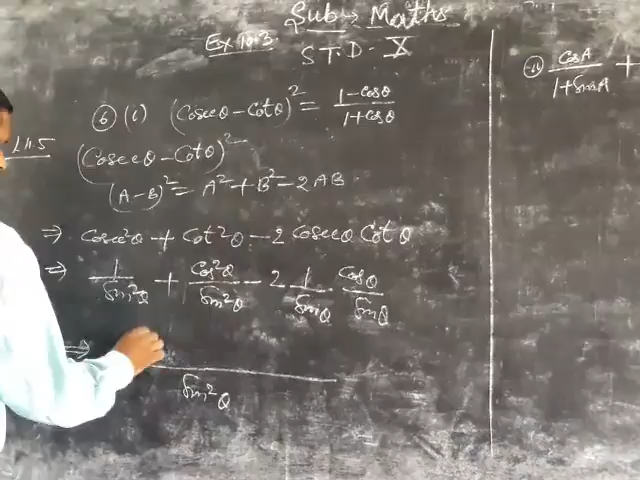 Sub → Maths
Ex 10.3
STD - X
⑥ (i) (Cosecθ - Cotθ)² = 1-cosθ / 1+cosθ
L.H.S
(Cosecθ - Cotθ)²
(A-B)² = A² + B² - 2AB
⇒ Cosec²θ + Cot²θ - 2 Cosecθ Cotθ
⇒ 1/Sin²θ + Cos²θ/Sin²θ - 2 1/Sinθ . Cosθ/Sinθ
⇒
Sin²θ
CosA / 1+SinA +